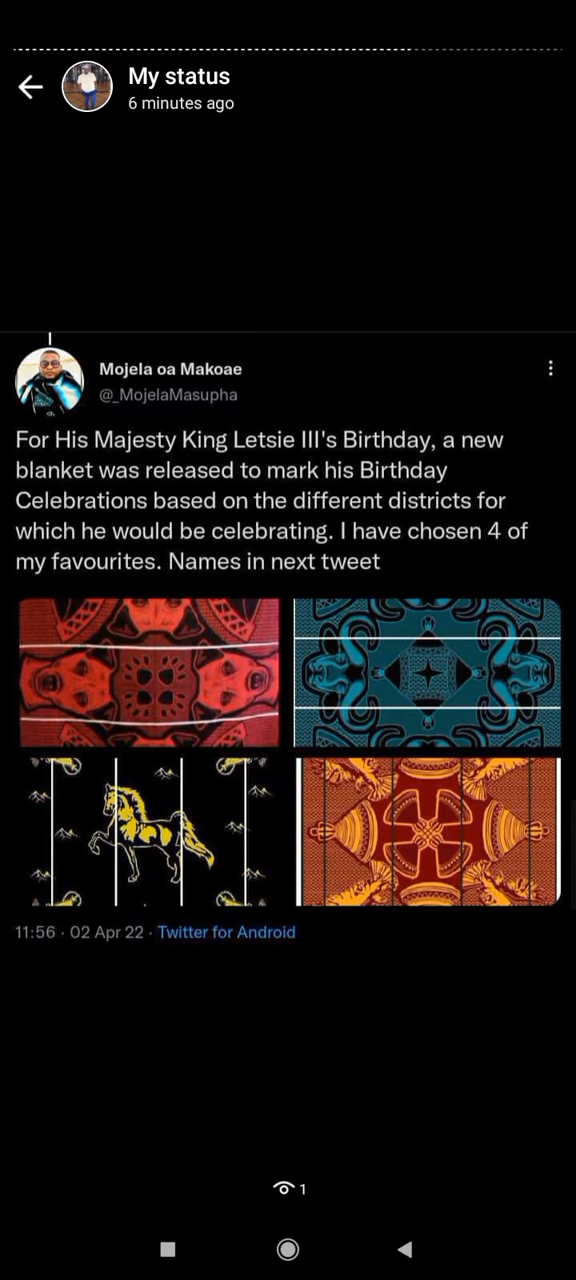 My status
6 minutes ago
Mojela oa Makoae
@_MojelaMasupha
For His Majesty King Letsie III's Birthday, a new
blanket was released to mark his Birthday
Celebrations based on the different districts for
which he would be celebrating. I have chosen 4 of
my favourites. Names in next tweet
11:56 · 02 Apr 22 · Twitter for Android
1